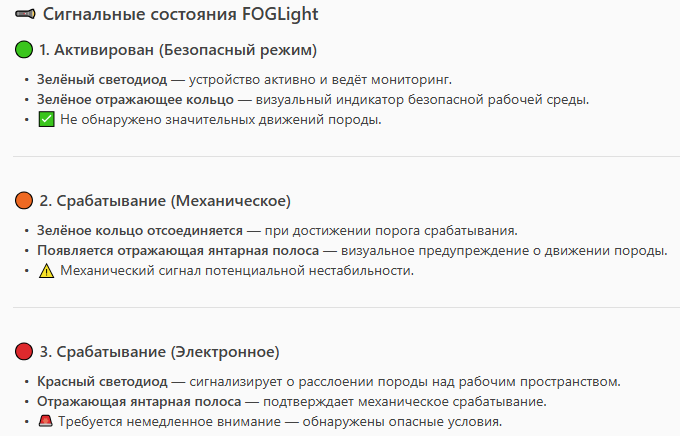 🔦 Сигнальные состояния FOGLight
🟢 1. Активирован (Безопасный режим)
• Зелёный светодиод — устройство активно и ведёт мониторинг.
• Зелёное отражающее кольцо — визуальный индикатор безопасной рабочей среды.
• ✅ Не обнаружено значительных движений породы.
🟠 2. Срабатывание (Механическое)
• Зелёное кольцо отсоединяется — при достижении порога срабатывания.
• Появляется отражающая янтарная полоса — визуальное предупреждение о движении породы.
• ⚠️ Механический сигнал потенциальной нестабильности.
🔴 3. Срабатывание (Электронное)
• Красный светодиод — сигнализирует о расслоении породы над рабочим пространством.
• Отражающая янтарная полоса — подтверждает механическое срабатывание.
• 🚨 Требуется немедленное внимание — обнаружены опасные условия.